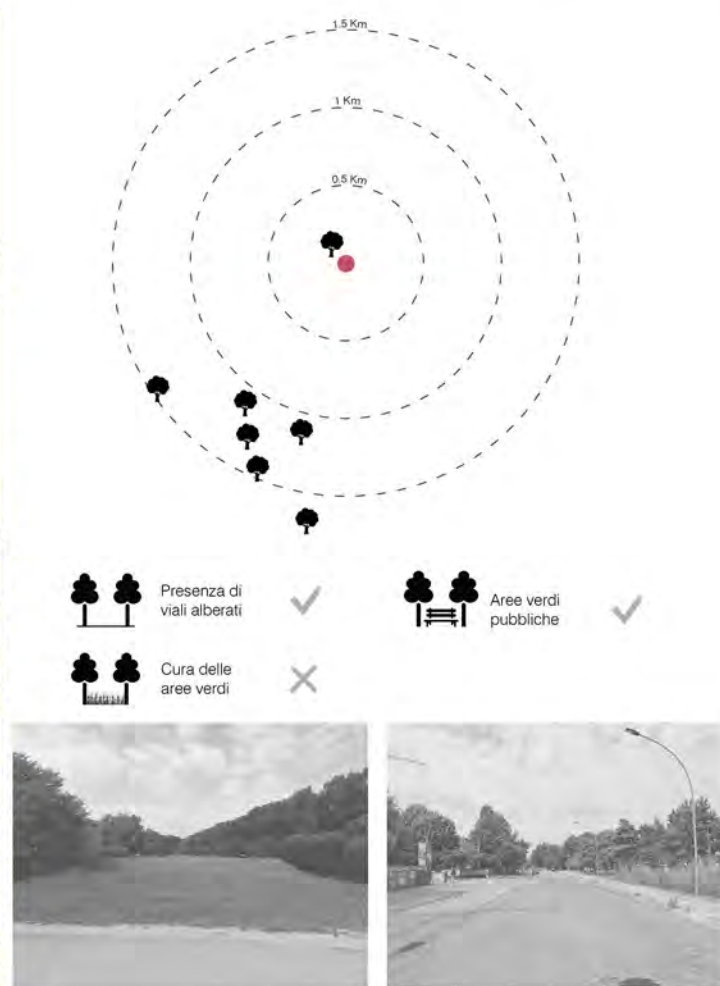 1.5 Km
1 Km
0.5 Km
Presenza di
viali alberati
Aree verdi
pubbliche
Cura delle
aree verdi